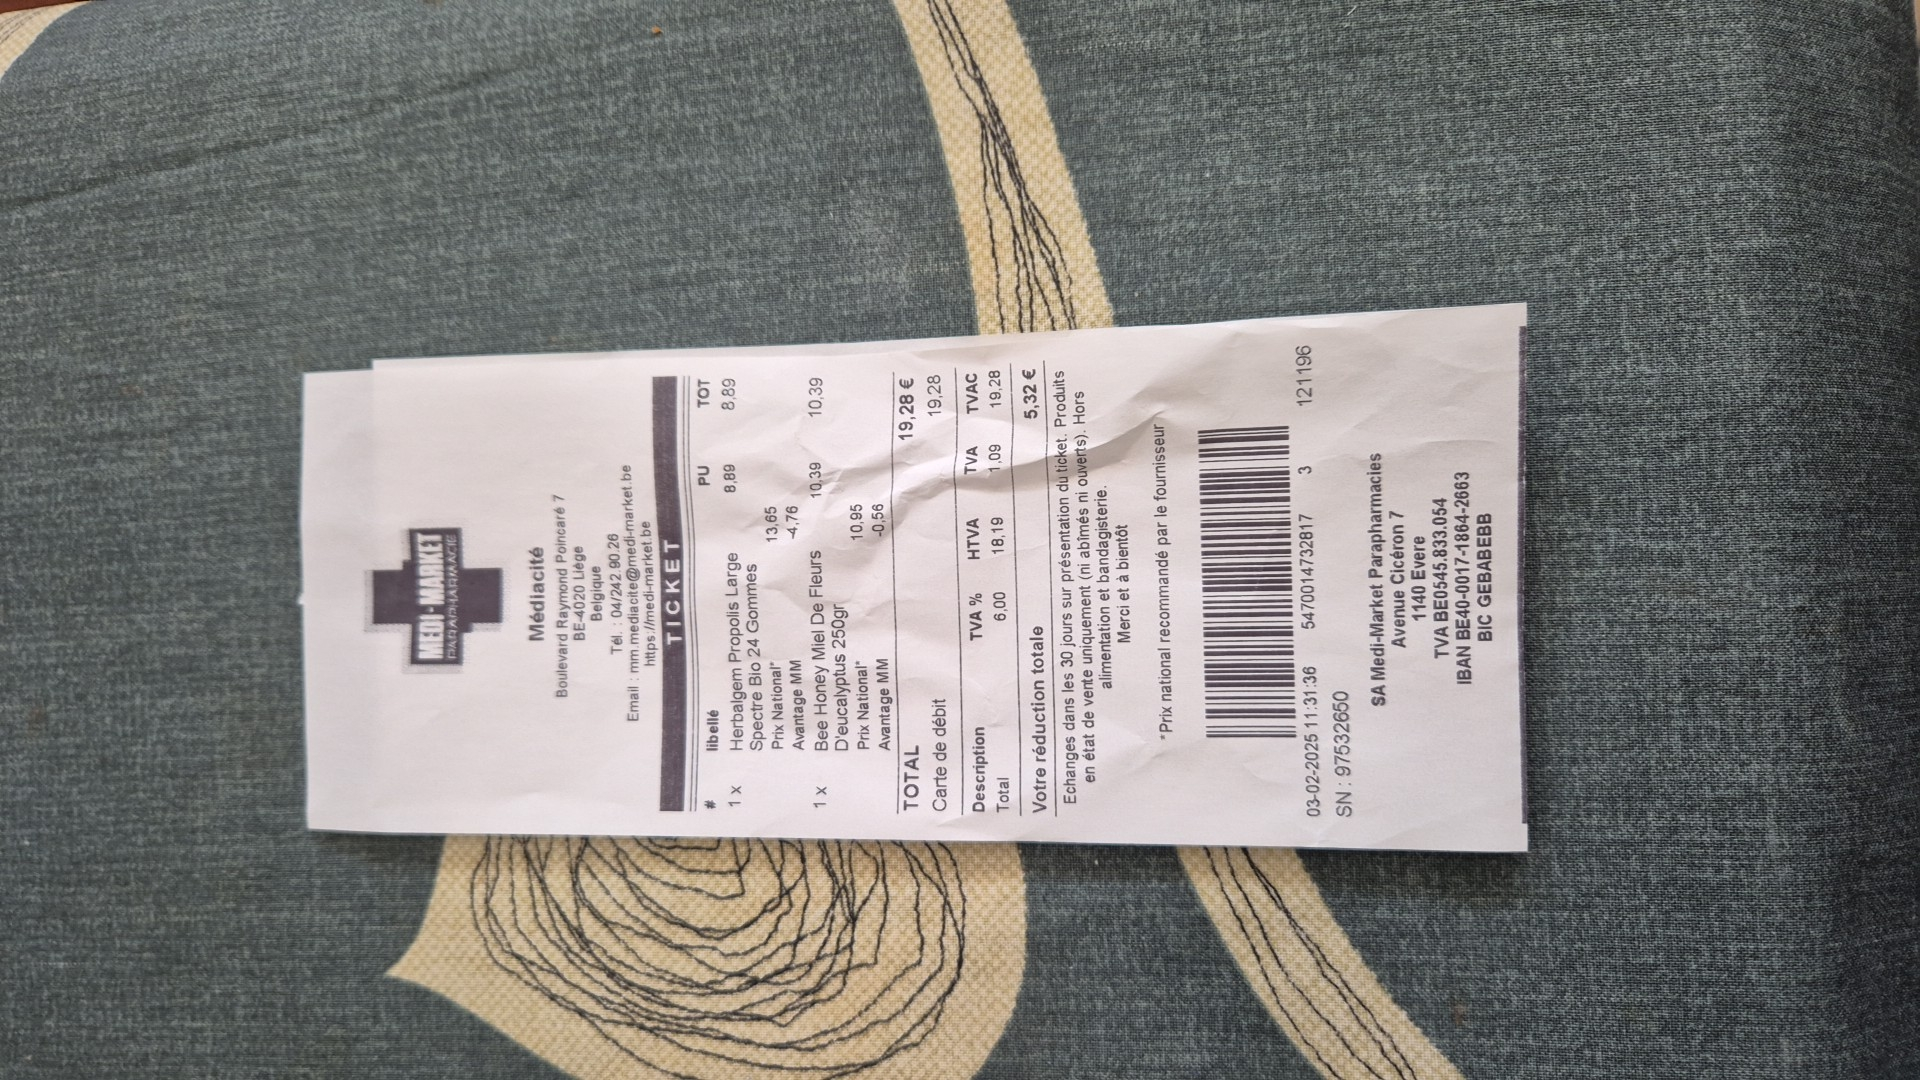 MEDI-MARKET
PARAPHARMACIE
Médiacité
Boulevard Raymond Poincaré 7
BE-4020 Liège
Belgique
Tél. : 04/242.90.26
Email : mm.mediacite@medi-market.be
https://medi-market.be
TICKET
# libellé PU TOT
1 x Herbalgem Propolis Large 8,89 8,89
Spectre Bio 24 Gommes
Prix National* 13,65
Avantage MM -4,76
1 x Bee Honey Miel De Fleurs 10,39 10,39
D'eucalyptus 250gr
Prix National* 10,95
Avantage MM -0,56
TOTAL 19,28 €
Carte de débit 19,28
Description TVA % HTVA TVA TVAC
Total 6,00 18,19 1,09 19,28
Votre réduction totale 5,32 €
Echanges dans les 30 jours sur présentation du ticket. Produits
en état de vente uniquement (ni abîmés ni ouverts). Hors
alimentation et bandagisterie.
Merci et à bientôt
*Prix national recommandé par le fournisseur
03-02-2025 11:31:36 5470014732817 3 121196
SN : 97532650
SA Medi-Market Parapharmacies
Avenue Cicéron 7
1140 Evere
TVA BE0545.833.054
IBAN BE40-0017-1864-2663
BIC GEBABEBB